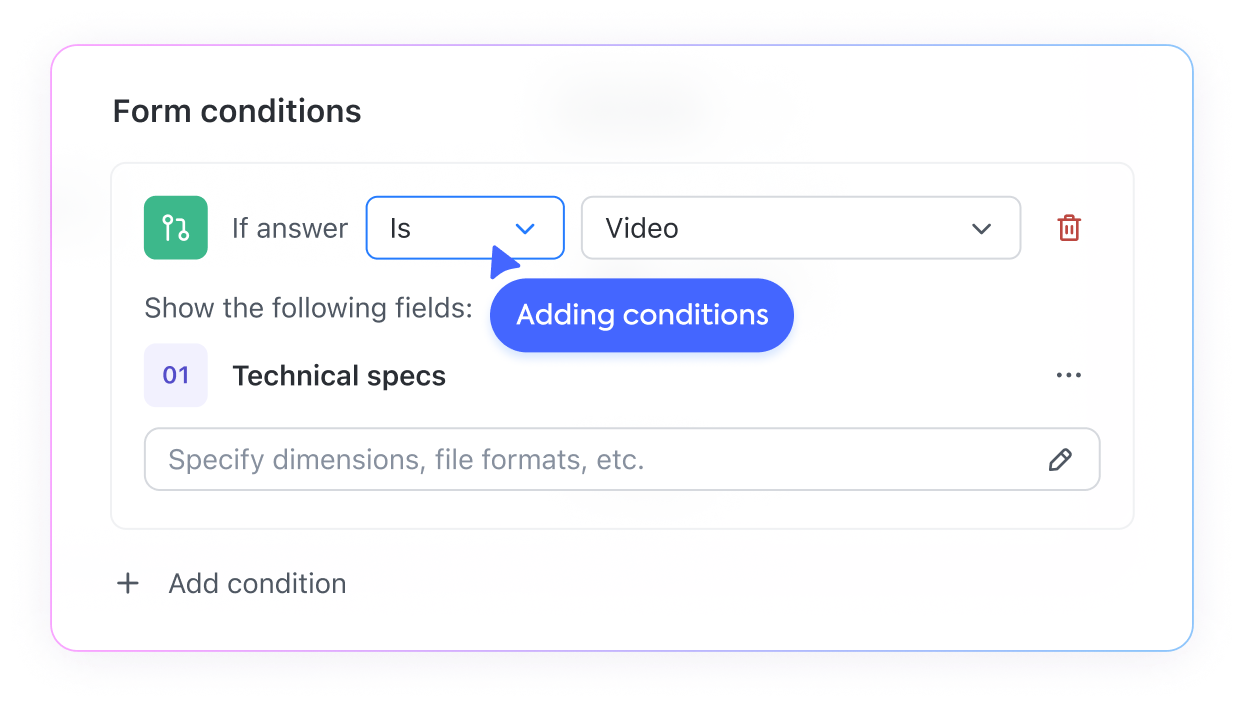 Form conditions
If answer Is Video
Show the following fields:
Adding conditions
01 Technical specs
Specify dimensions, file formats, etc.
Add condition